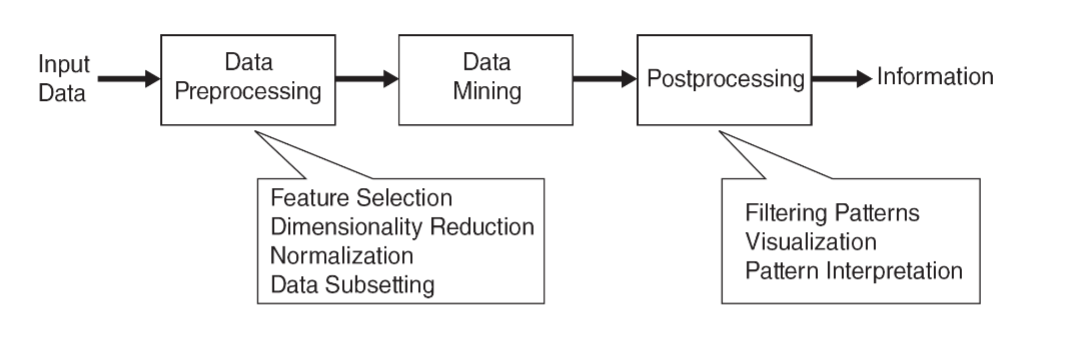 Input
Data
Data
Preprocessing
Data
Mining
Postprocessing
Information
Feature Selection
Dimensionality Reduction
Normalization
Data Subsetting
Filtering Patterns
Visualization
Pattern Interpretation